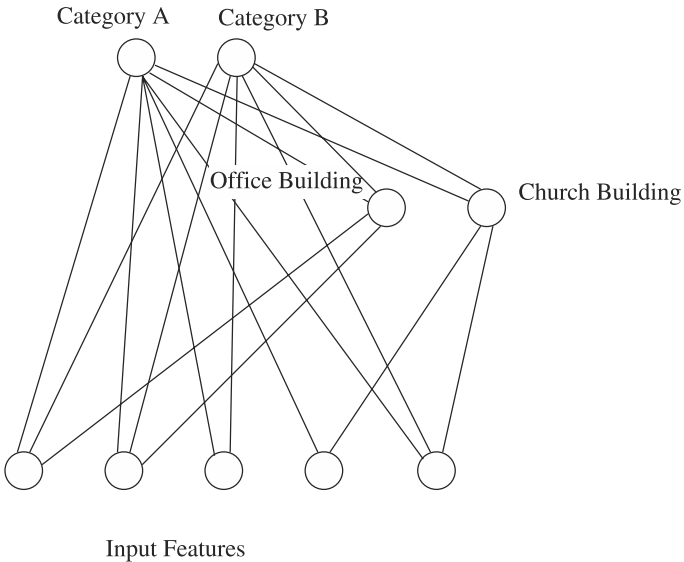 Category A
Category B
Office Building
Church Building
Input Features